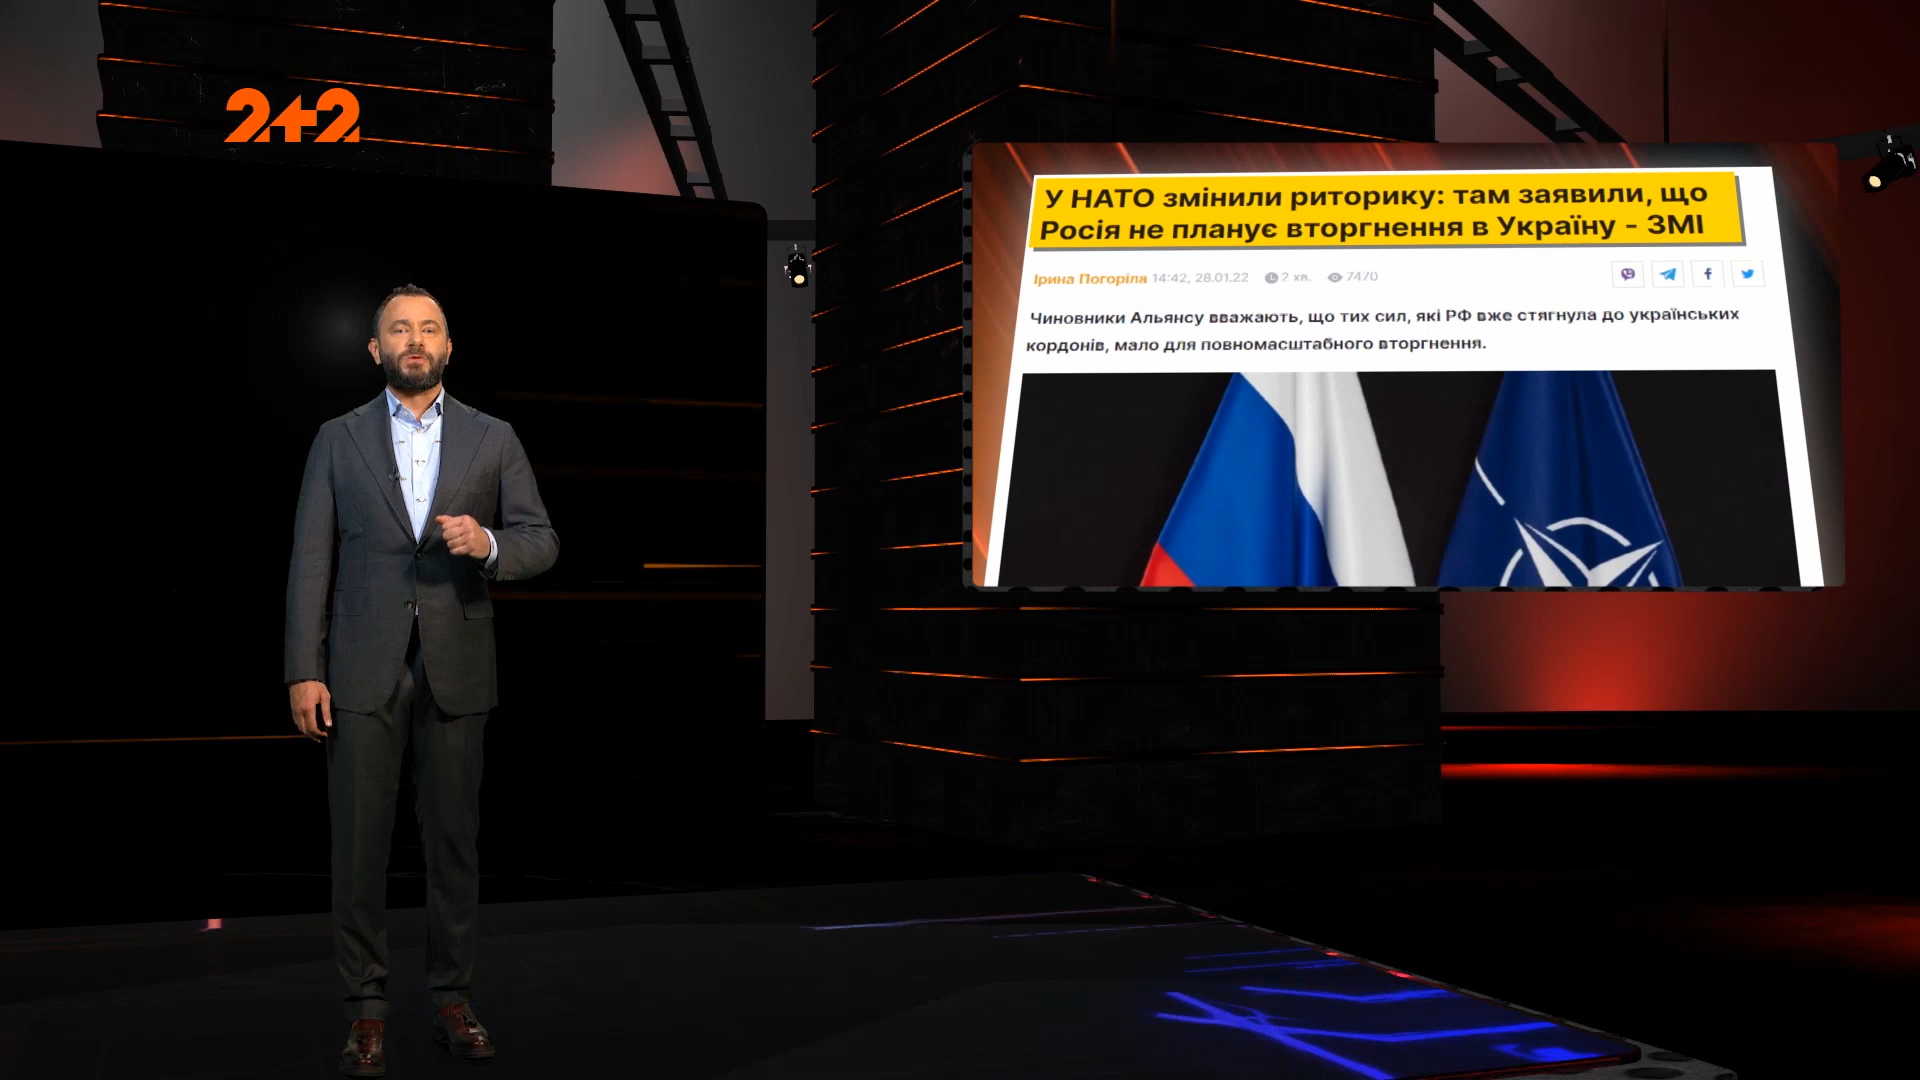 2+2
У НАТО змінили риторику: там заявили, що
Росія не планує вторгнення в Україну - ЗМІ
Ірина Погоріла 14:42, 28.01.22 2 хв. 7470
Чиновники Альянсу вважають, що тих сил, які РФ вже стягнула до українських
кордонів, мало для повномасштабного вторгнення.